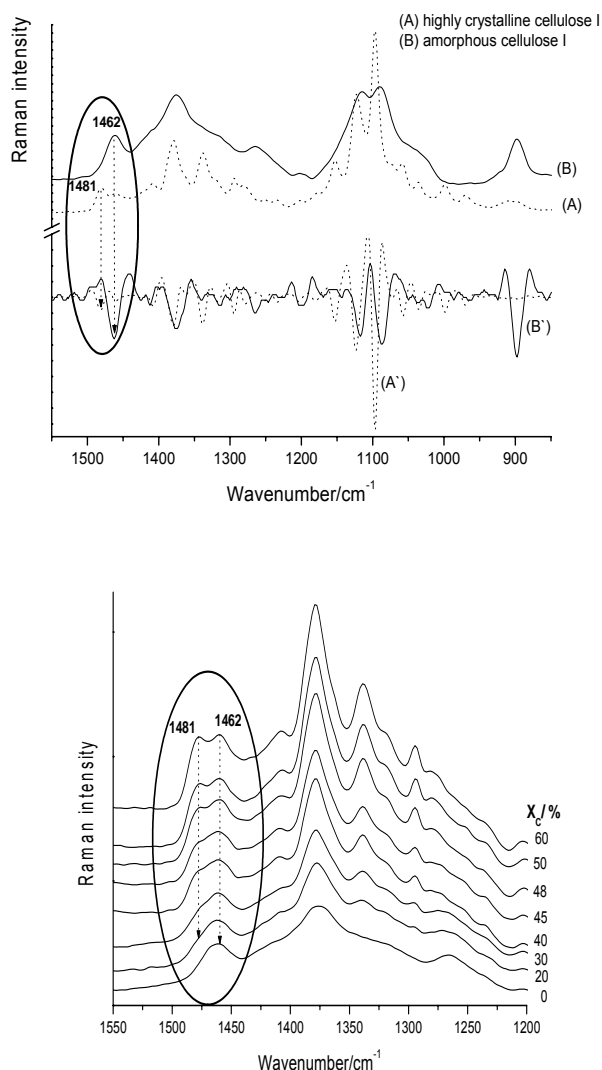 (A) highly crystalline cellulose I
(B) amorphous cellulose I
Raman intensity
1462
1481
(B)
(A)
(B`)
(A`)
1500 1400 1300 1200 1100 1000 900
Wavenumber/cm-1
Raman intensity
1481 1462
Xc/%
60
50
48
45
40
30
20
0
1550 1500 1450 1400 1350 1300 1250 1200
Wavenumber/cm-1